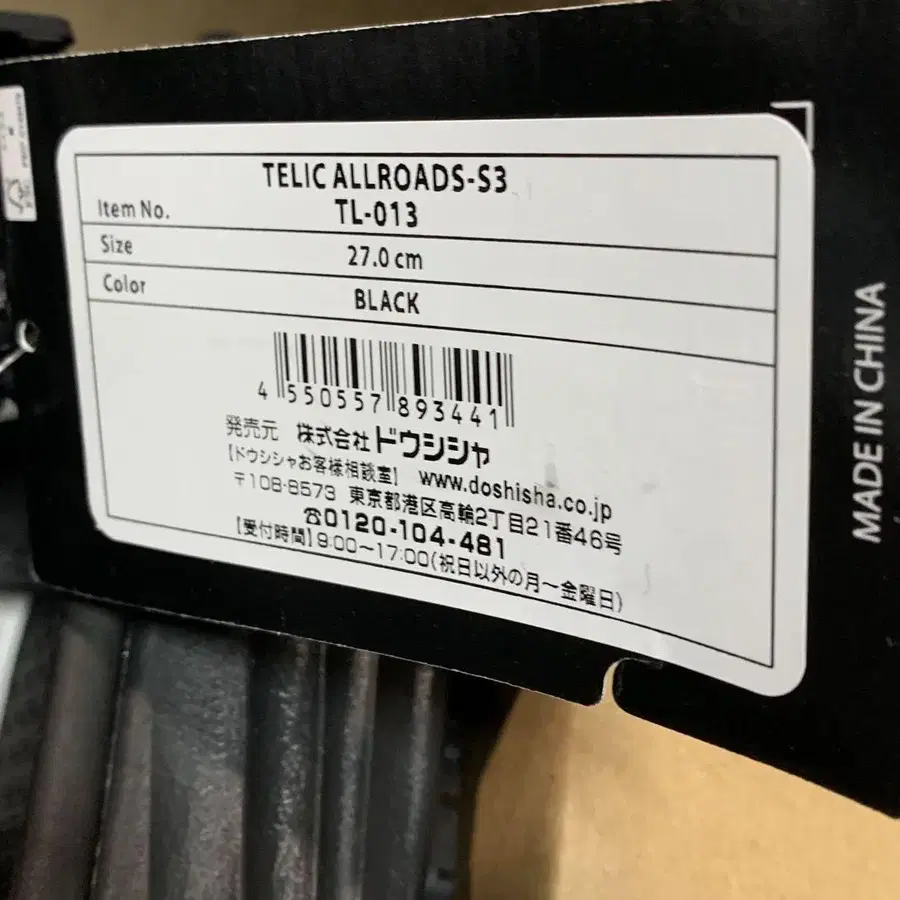 TELIC ALLROADS-S3
Item No. TL-013
Size 27.0 cm
Color BLACK
4 550557 893441
発売元 株式会社ドウシシャ
【ドウシシャお客様相談室】 www.doshisha.co.jp
〒108-8573 東京都港区高輪2丁目21番46号
☎0120-104-481
【受付時間】9:00～17:00(祝日以外の月～金曜日)
MADE IN CHINA